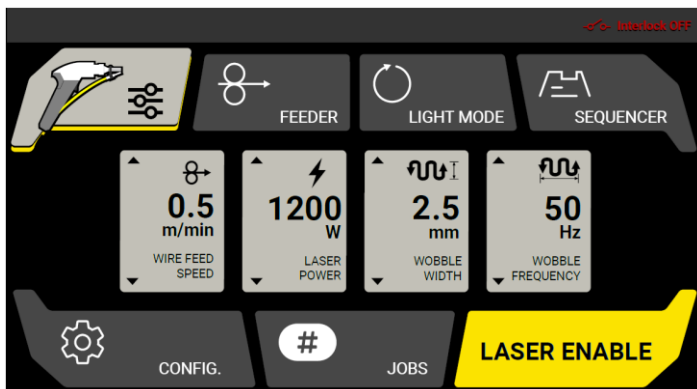 Interlock OFF
FEEDER
LIGHT MODE
SEQUENCER
0.5
m/min
WIRE FEED
SPEED
1200
W
LASER
POWER
2.5
mm
WOBBLE
WIDTH
50
Hz
WOBBLE
FREQUENCY
CONFIG.
#
JOBS
LASER ENABLE